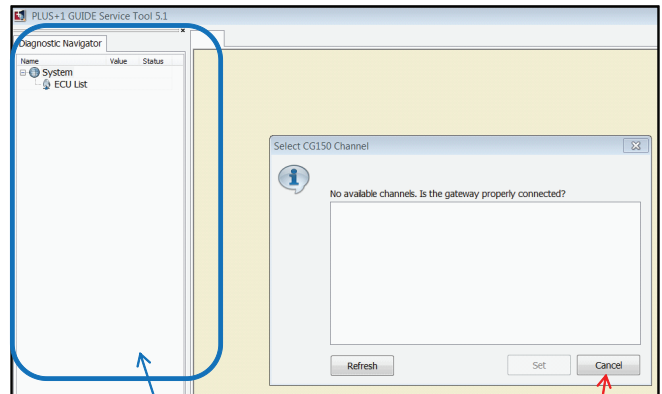 PLUS+1 GUIDE Service Tool 5.1
Diagnostic Navigator
Name Value Status
System
ECU List
Select CG150 Channel
No available channels. Is the gateway properly connected?
Refresh Set Cancel